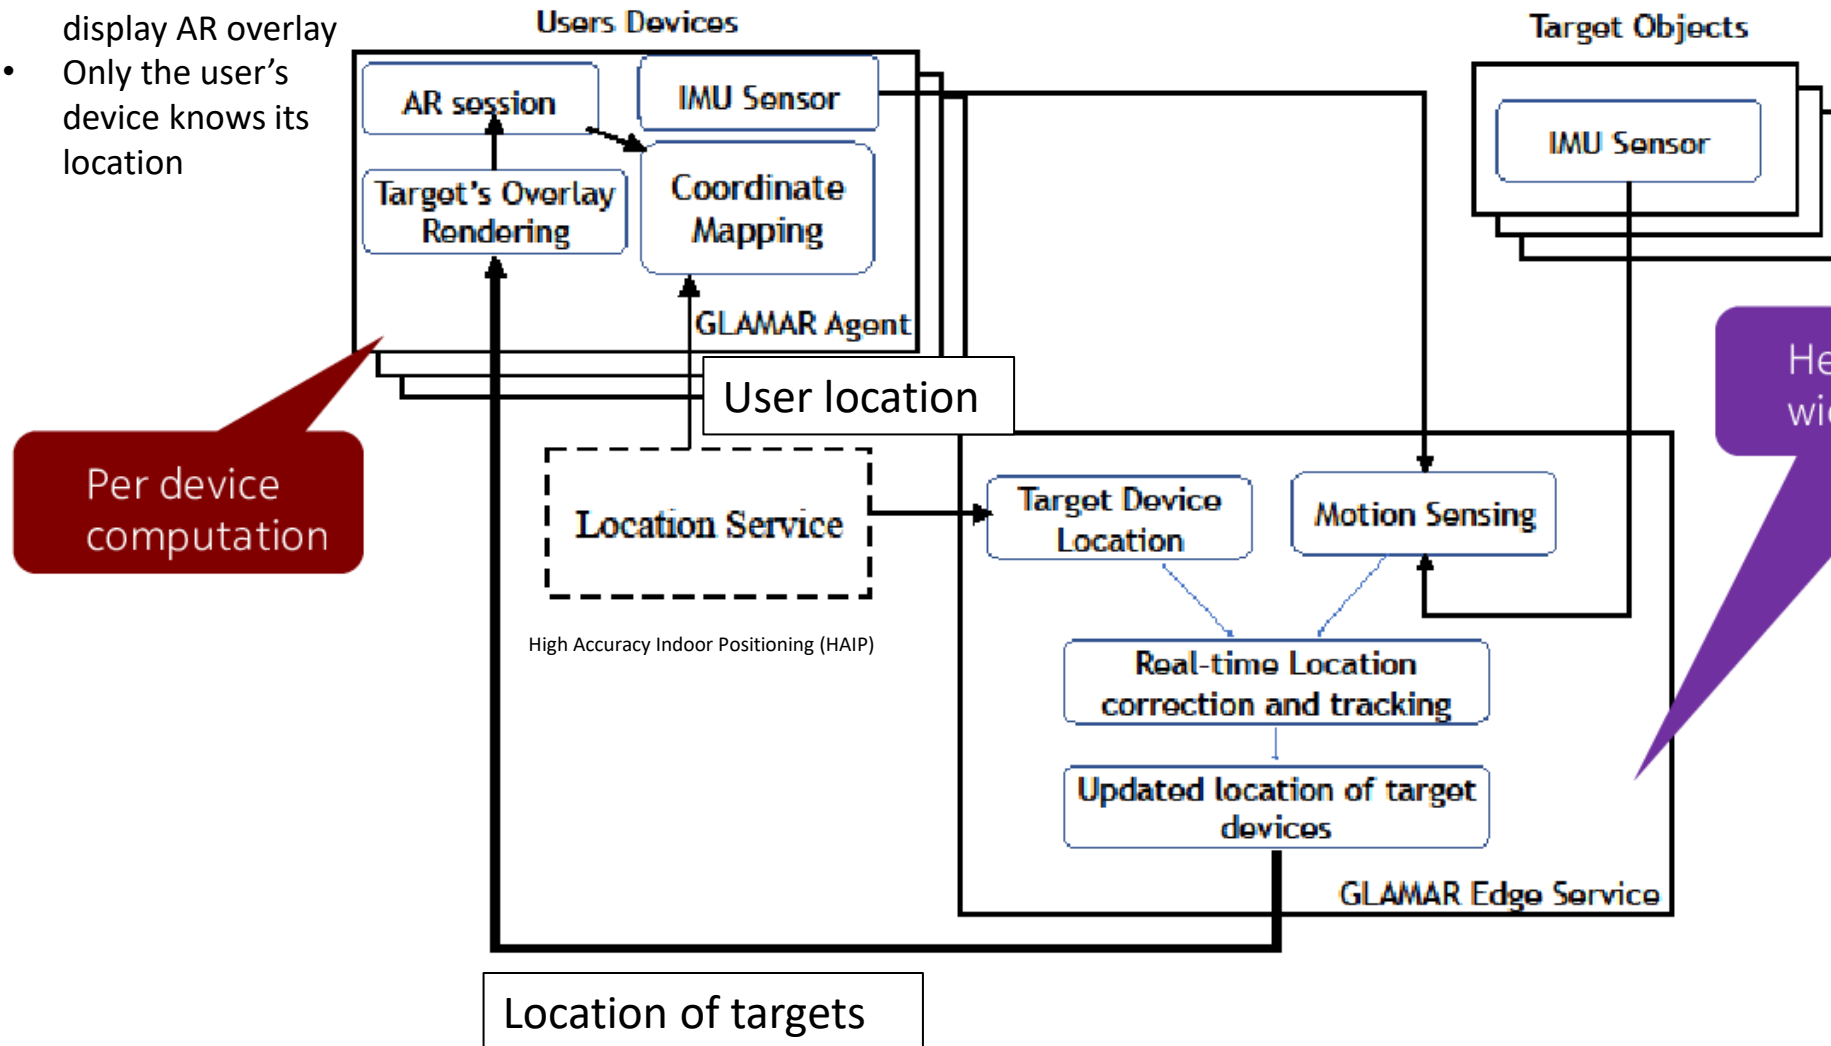 display AR overlay
• Only the user's
device knows its
location
Users Devices
Target Objects
AR session
IMU Sensor
IMU Sensor
Target's Overlay
Rendering
Coordinate
Mapping
GLAMAR Agent
User location
Per device
computation
Location Service
High Accuracy Indoor Positioning (HAIP)
Target Device
Location
Motion Sensing
Real-time Location
correction and tracking
Updated location of target
devices
GLAMAR Edge Service
Location of targets